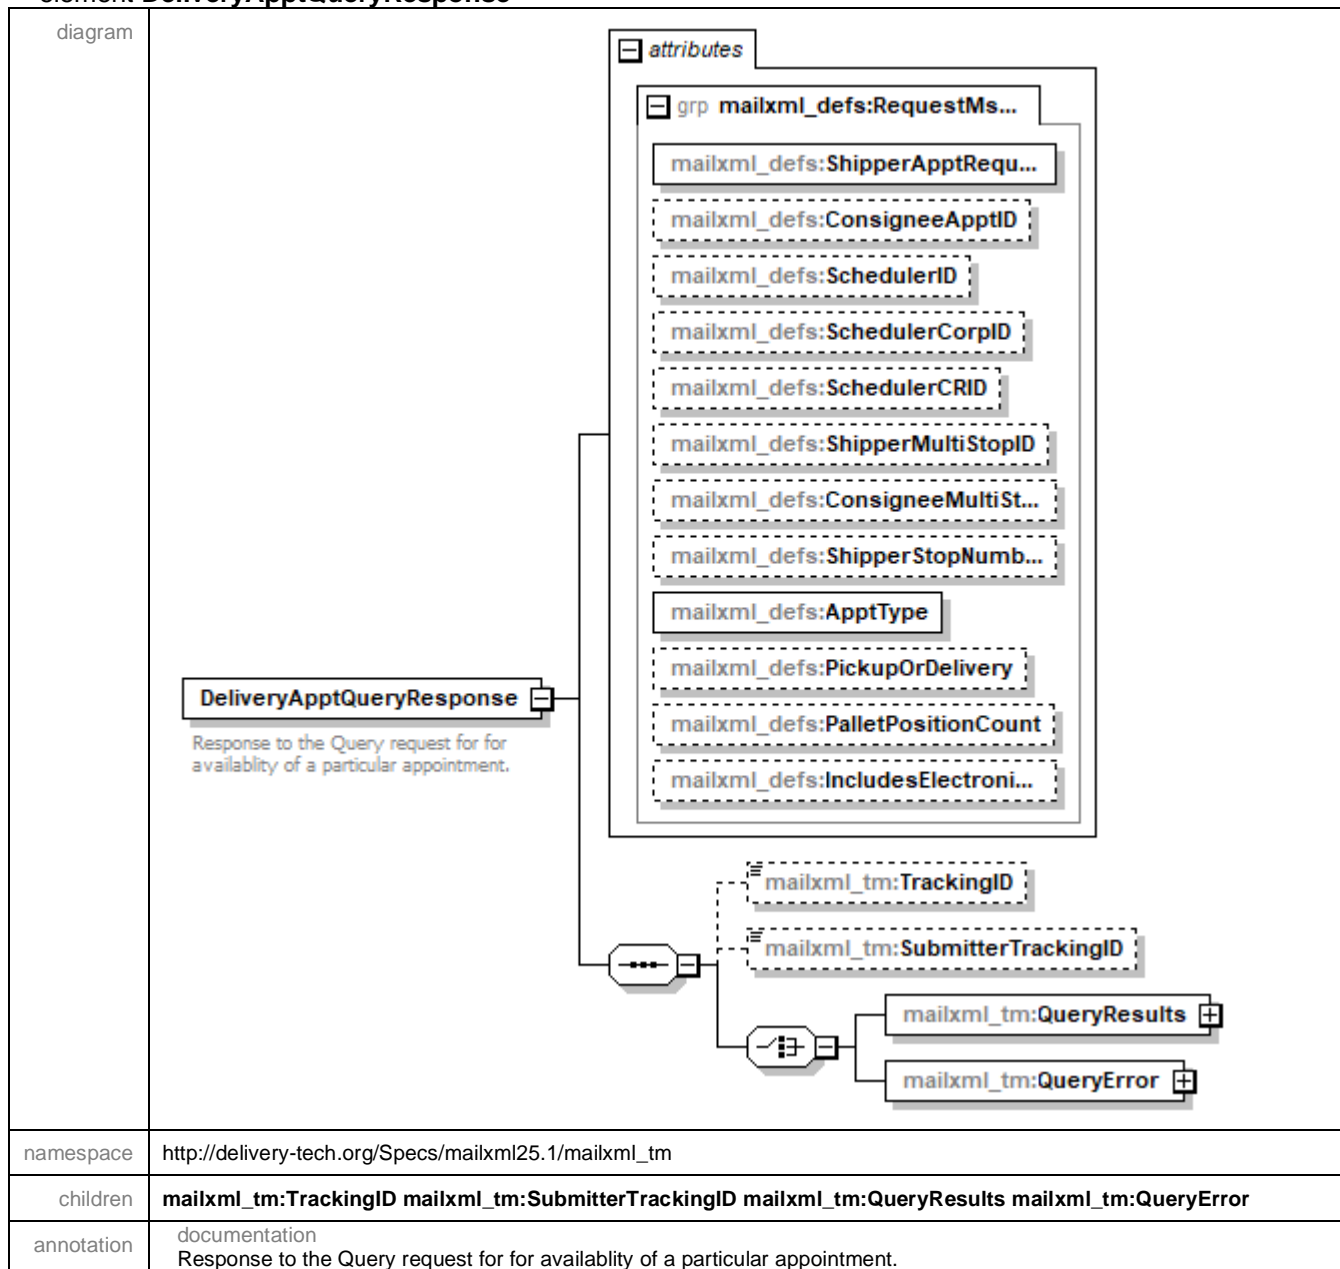 element DeliveryApptQueryResponse
diagram
attributes
grp mailxml_defs:RequestMs...
mailxml_defs:ShipperApptRequ...
mailxml_defs:ConsigneeApptID
mailxml_defs:SchedulerID
mailxml_defs:SchedulerCorpID
mailxml_defs:SchedulerCRID
mailxml_defs:ShipperMultiStopID
mailxml_defs:ConsigneeMultiSt...
mailxml_defs:ShipperStopNumb...
mailxml_defs:ApptType
mailxml_defs:PickupOrDelivery
mailxml_defs:PalletPositionCount
mailxml_defs:IncludesElectroni...
DeliveryApptQueryResponse
Response to the Query request for for
availablity of a particular appointment.
mailxml_tm:TrackingID
mailxml_tm:SubmitterTrackingID
mailxml_tm:QueryResults
mailxml_tm:QueryError
namespace http://delivery-tech.org/Specs/mailxml25.1/mailxml_tm
children mailxml_tm:TrackingID mailxml_tm:SubmitterTrackingID mailxml_tm:QueryResults mailxml_tm:QueryError
annotation documentation
Response to the Query request for for availablity of a particular appointment.